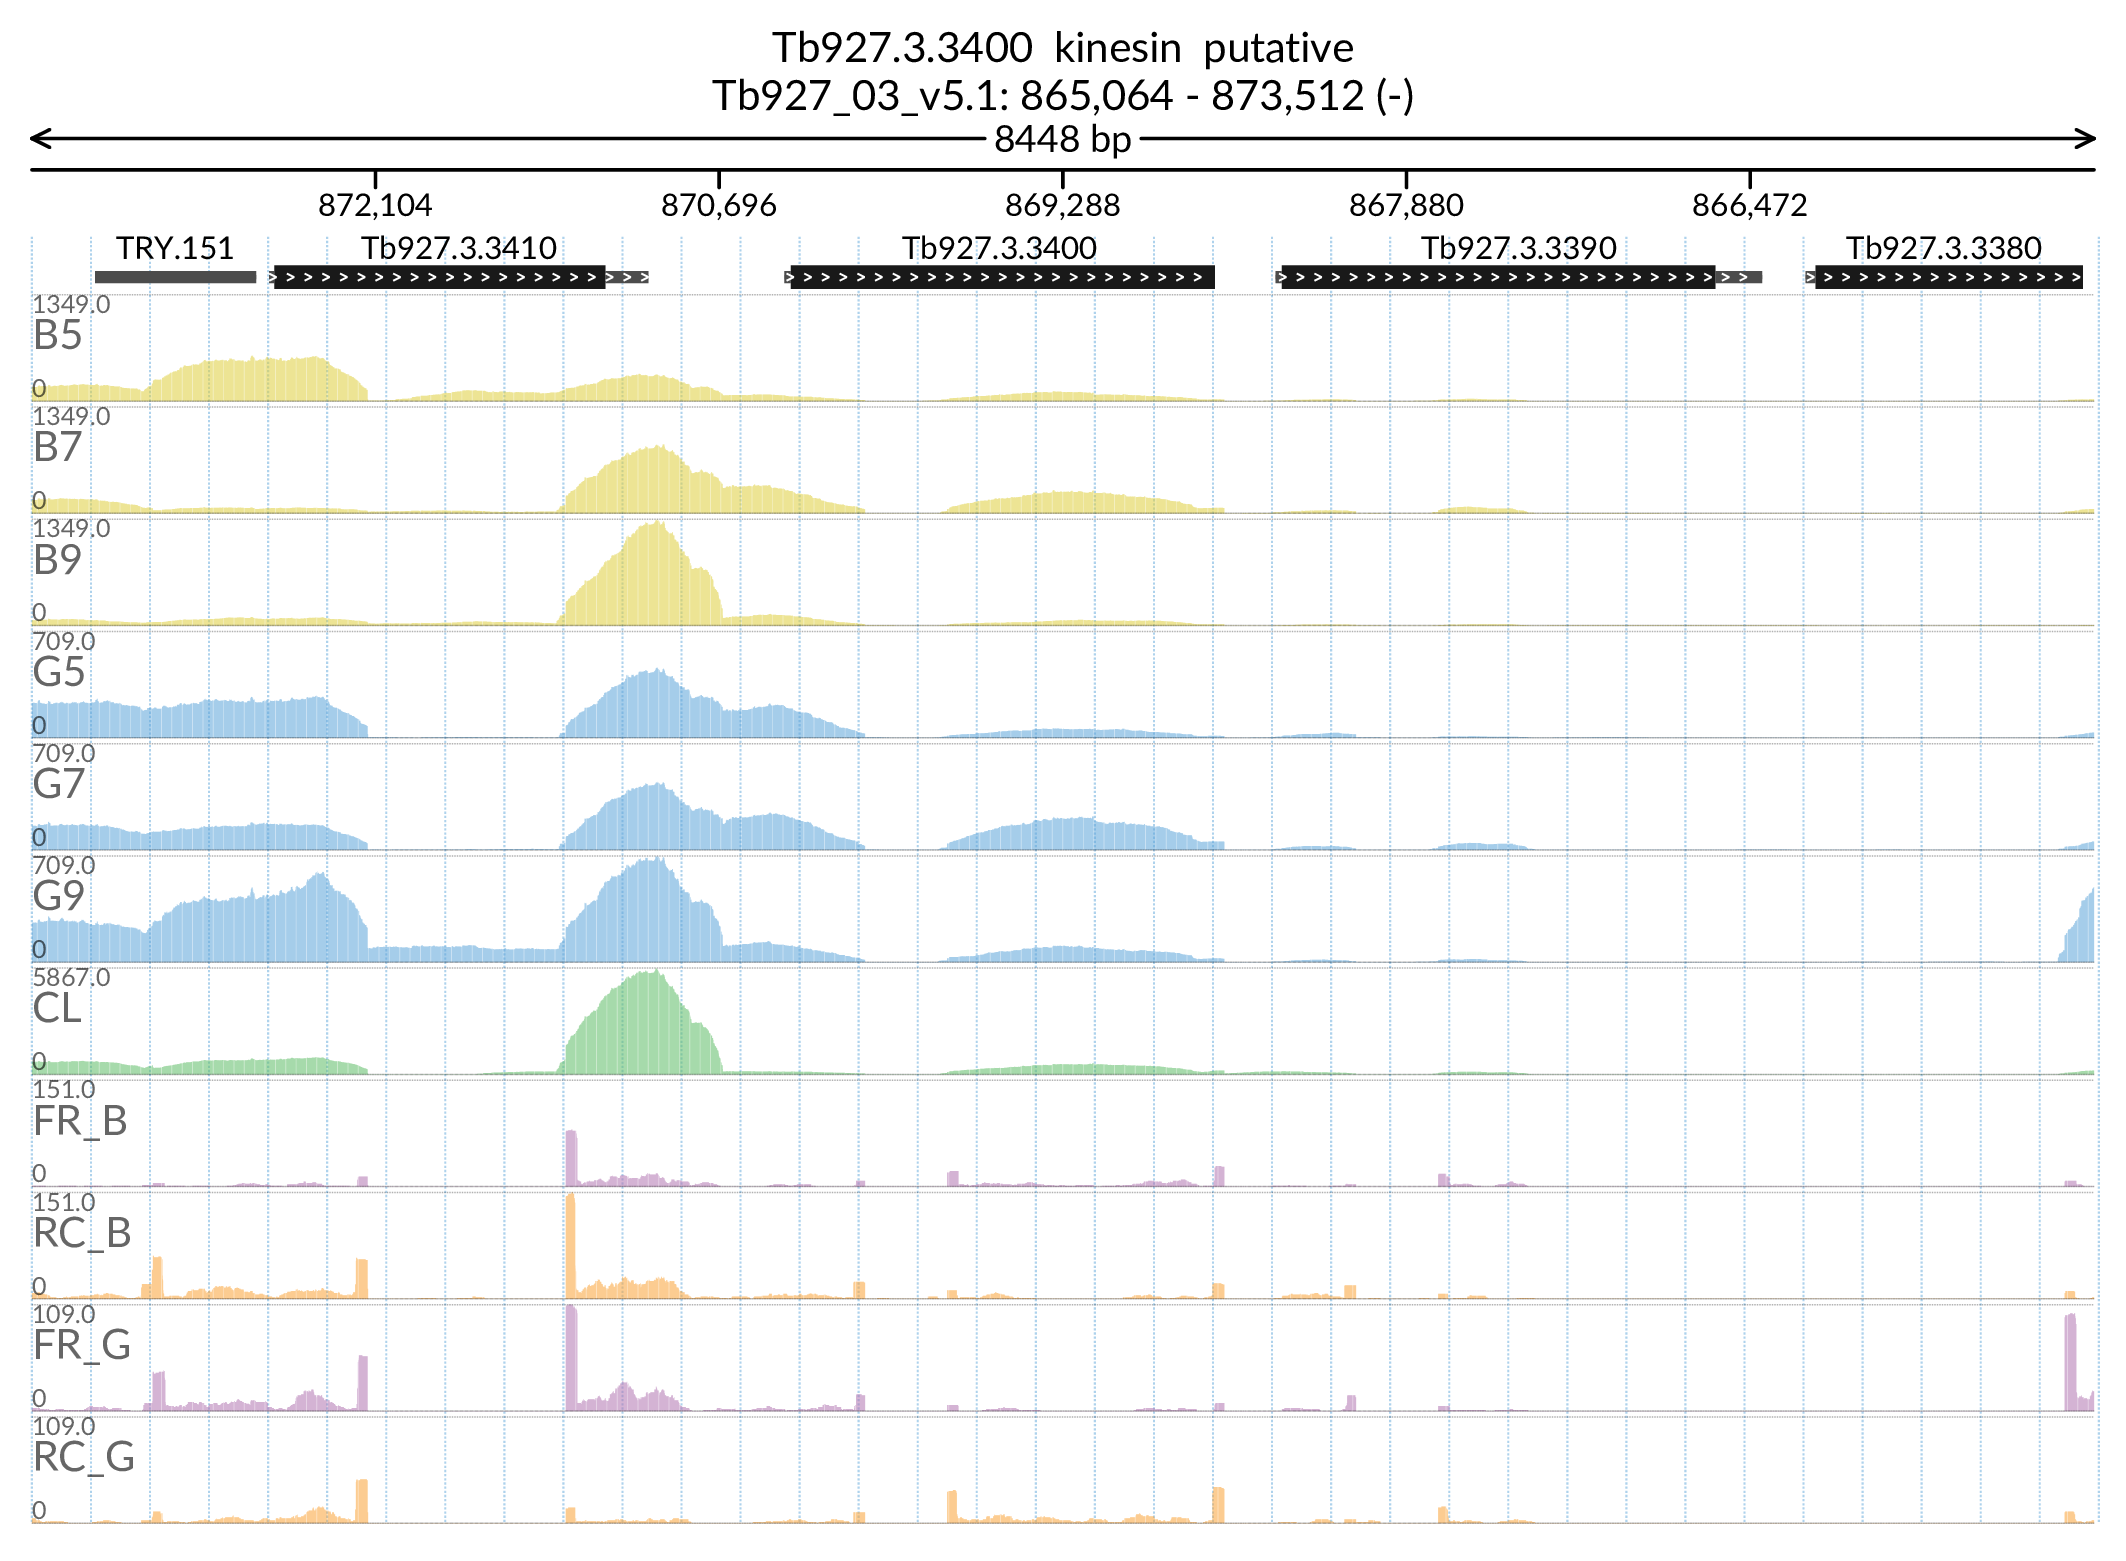 Tb927.3.3400 kinesin putative
Tb927_03_v5.1: 865,064 - 873,512 (-)
8448 bp
872,104 870,696 869,288 867,880 866,472
TRY.151 Tb927.3.3410 Tb927.3.3400 Tb927.3.3390 Tb927.3.3380
1349.0
B5
0
1349.0
B7
0
1349.0
B9
0
709.0
G5
0
709.0
G7
0
709.0
G9
0
5867.0
CL
0
151.0
FR_B
0
151.0
RC_B
0
109.0
FR_G
0
109.0
RC_G
0